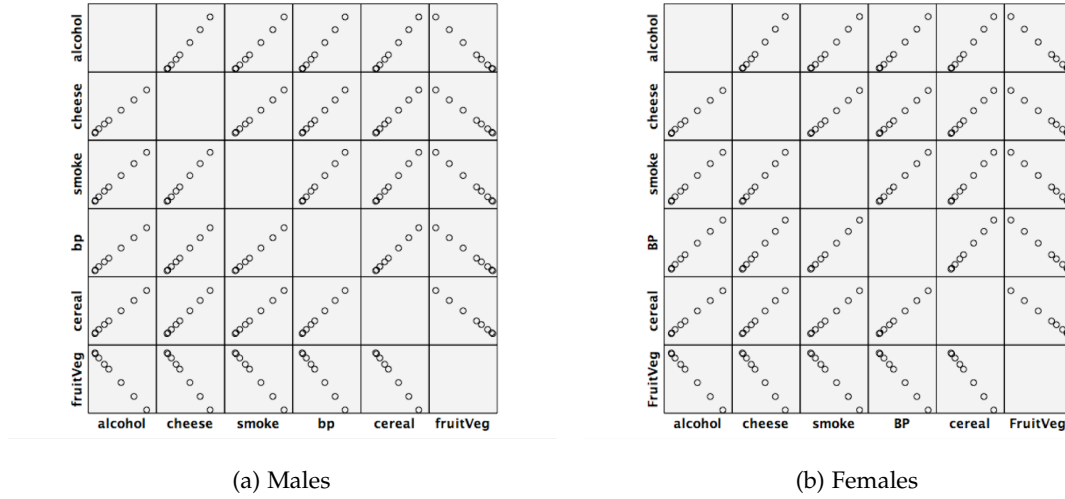 alcohol
cheese
smoke
bp
cereal
fruitVeg
alcohol cheese smoke bp cereal fruitVeg
(a) Males
alcohol
cheese
smoke
BP
cereal
FruitVeg
alcohol cheese smoke BP cereal FruitVeg
(b) Females